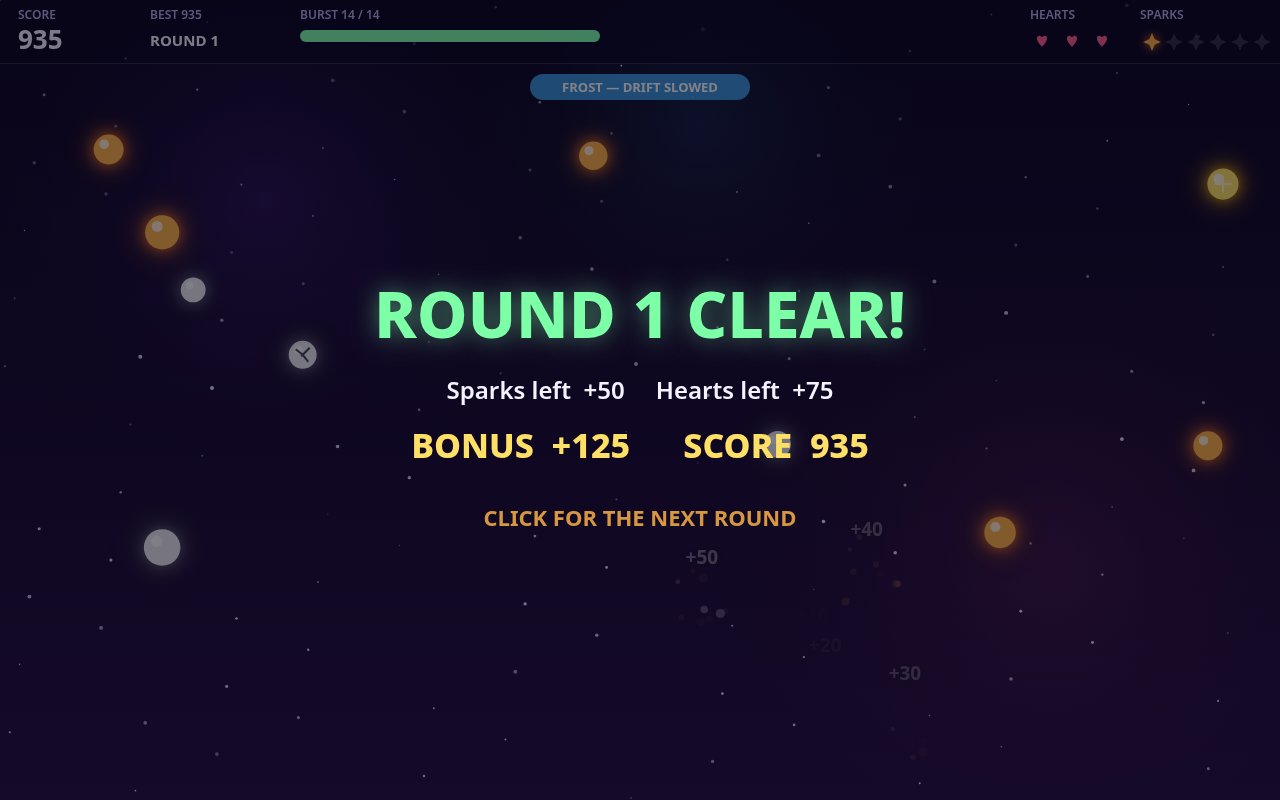 SCORE BEST 935 BURST 14 / 14 HEARTS SPARKS
935 ROUND 1
FROST — DRIFT SLOWED
ROUND 1 CLEAR!
Sparks left +50 Hearts left +75
BONUS +125 SCORE 935
CLICK FOR THE NEXT ROUND
+40
+50
+20
+30